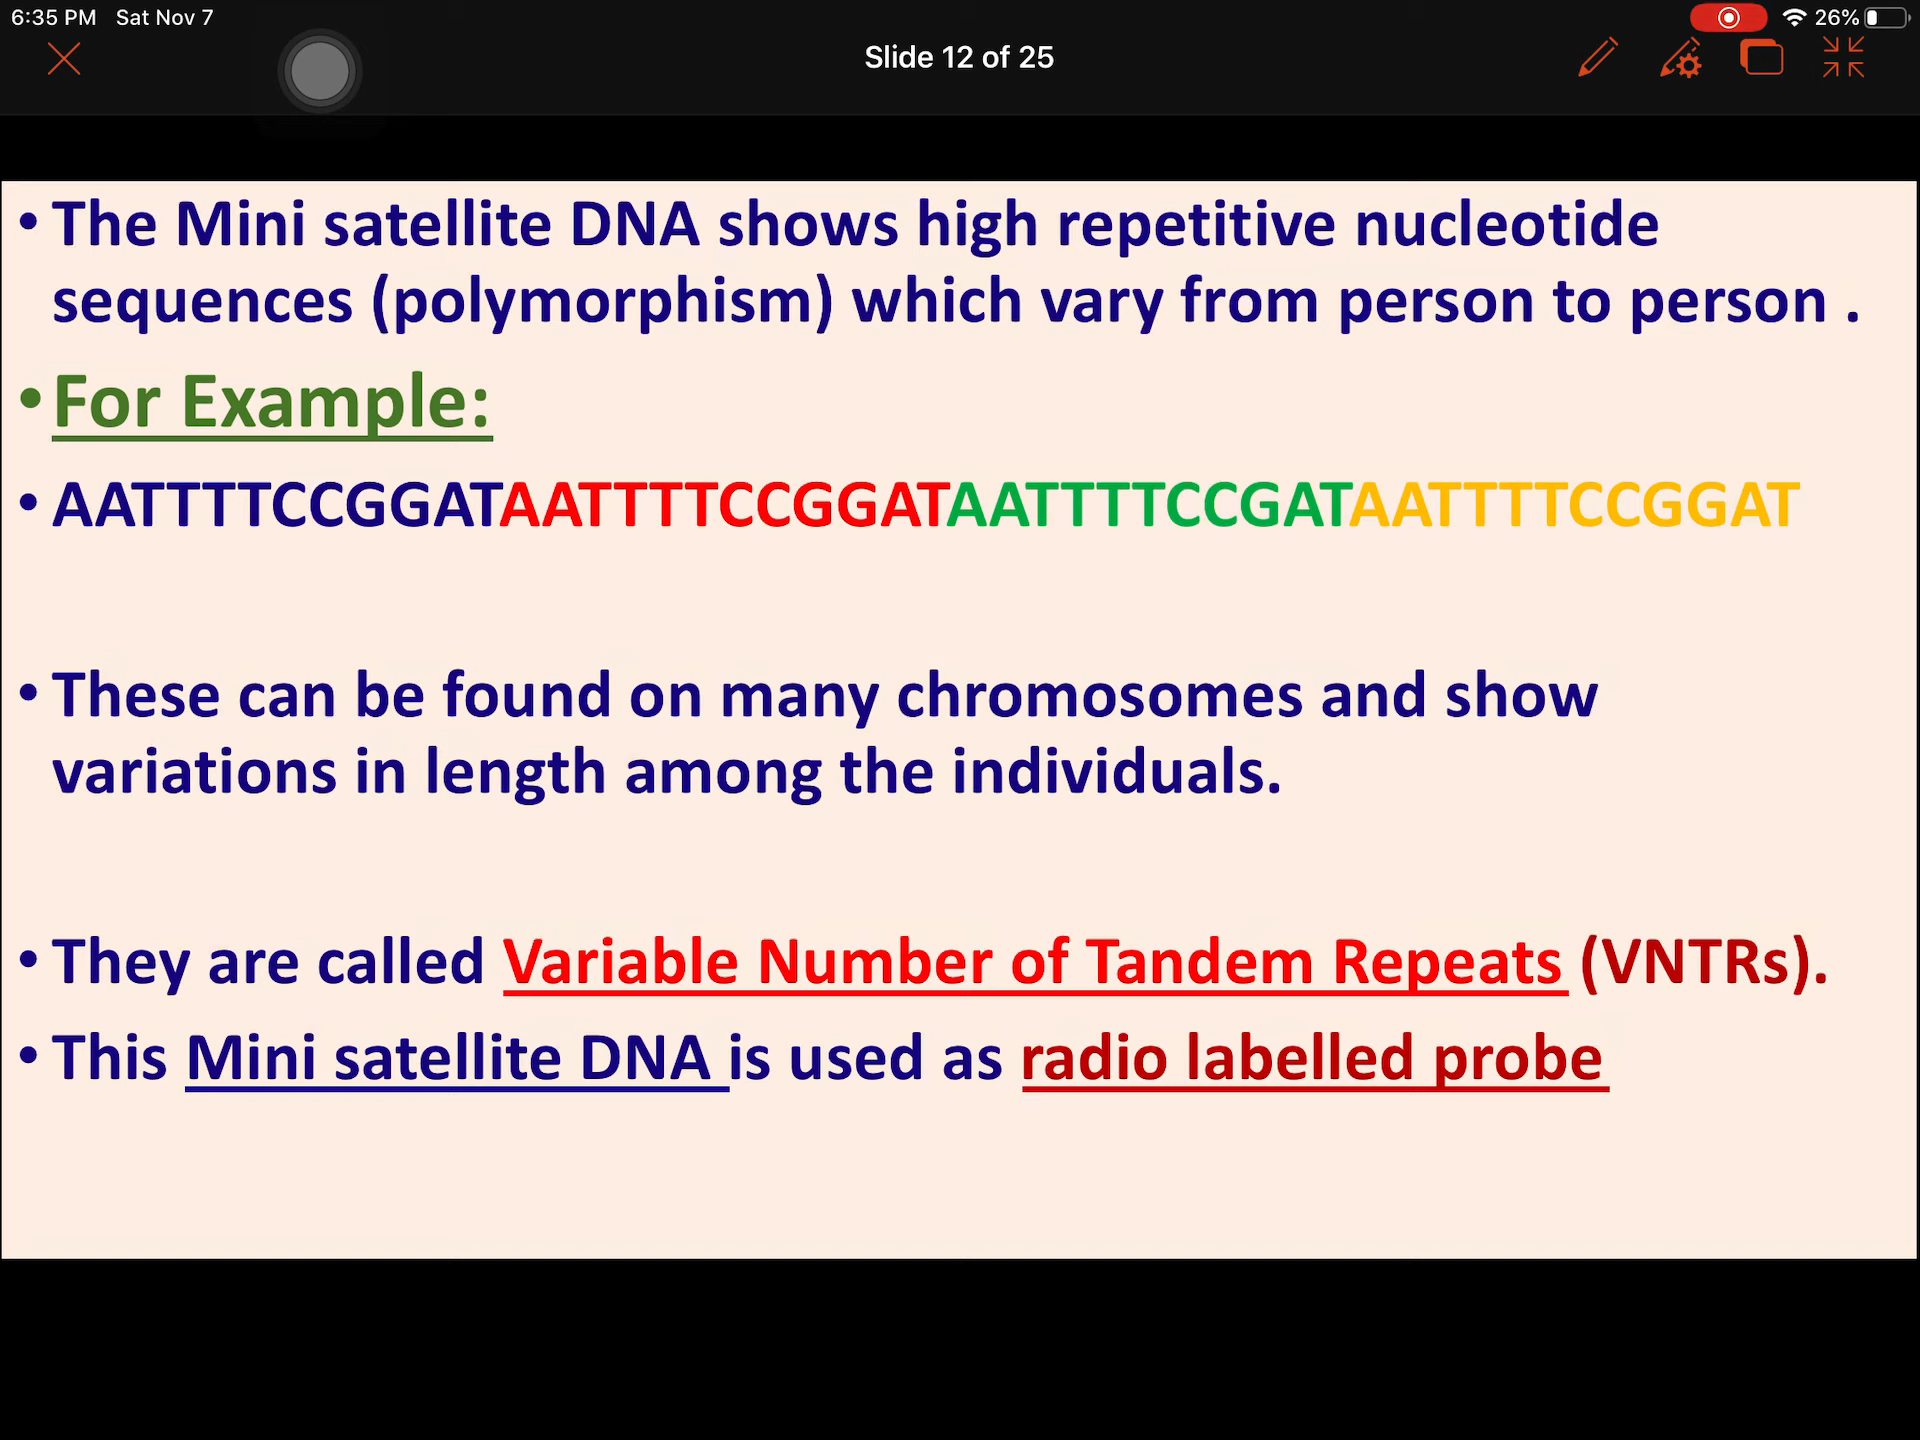 6:35 PM Sat Nov 7
26%
Slide 12 of 25
• The Mini satellite DNA shows high repetitive nucleotide
sequences (polymorphism) which vary from person to person .
• For Example:
• AATTTTCCGGATAATTTTCCGGATAATTTTCCGATAATTTTCCGGAT
• These can be found on many chromosomes and show
variations in length among the individuals.
• They are called Variable Number of Tandem Repeats (VNTRs).
• This Mini satellite DNA is used as radio labelled probe